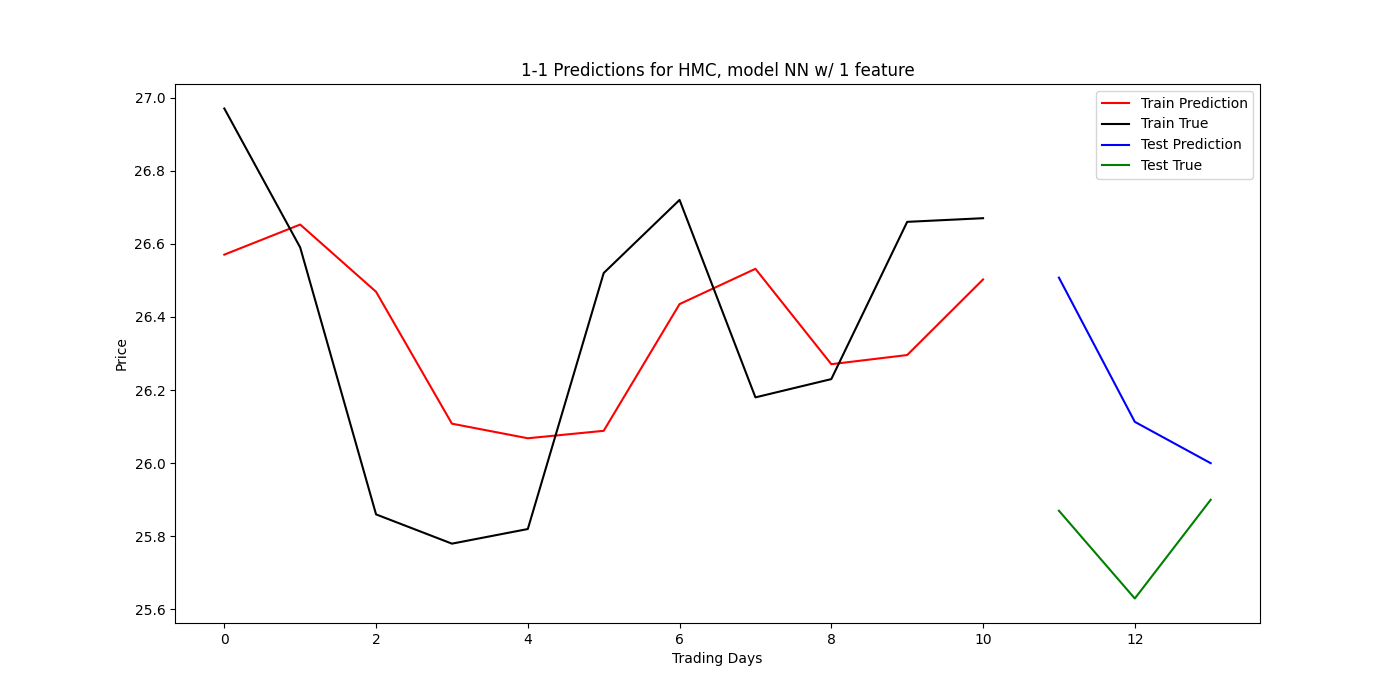 1-1 Predictions for HMC, model NN w/ 1 feature
Train Prediction
Train True
Test Prediction
Test True
27.0
26.8
26.6
26.4
26.2
26.0
25.8
25.6
Price
0 2 4 6 8 10 12
Trading Days